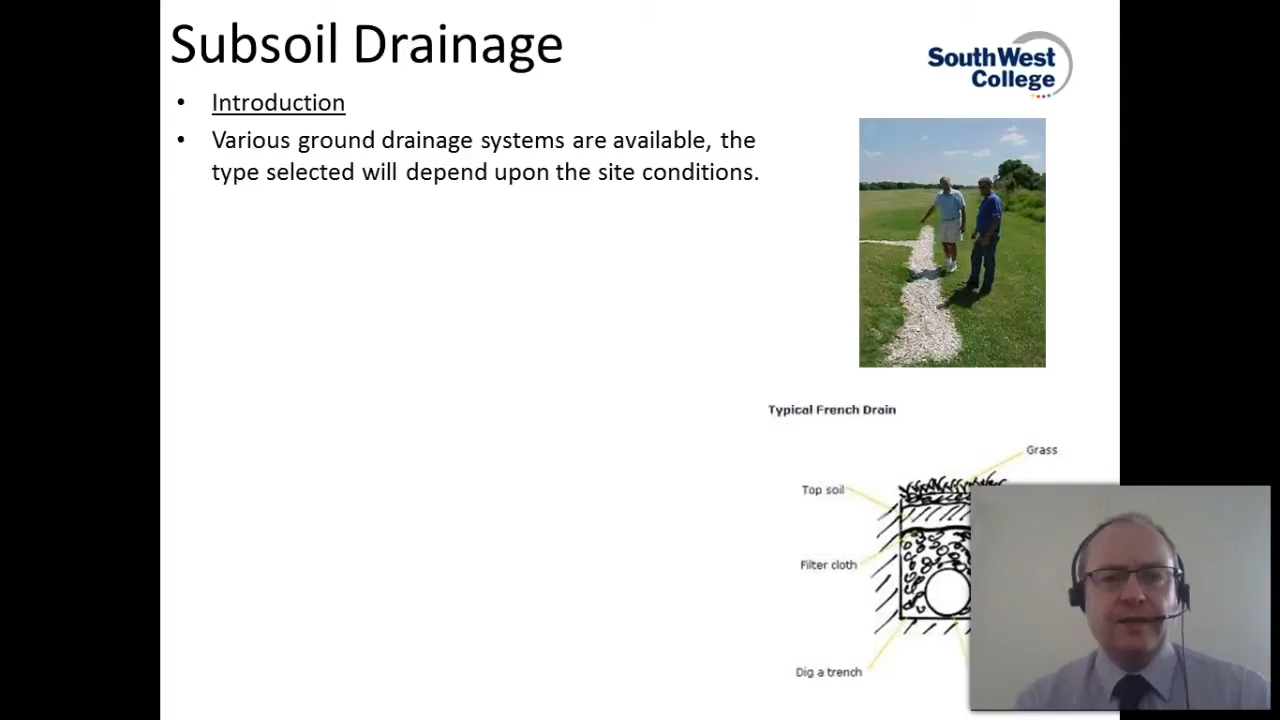 Subsoil Drainage
SouthWest
College
• Introduction
• Various ground drainage systems are available, the
type selected will depend upon the site conditions.
Typical French Drain
Grass
Top soil
Filter cloth
Dig a trench